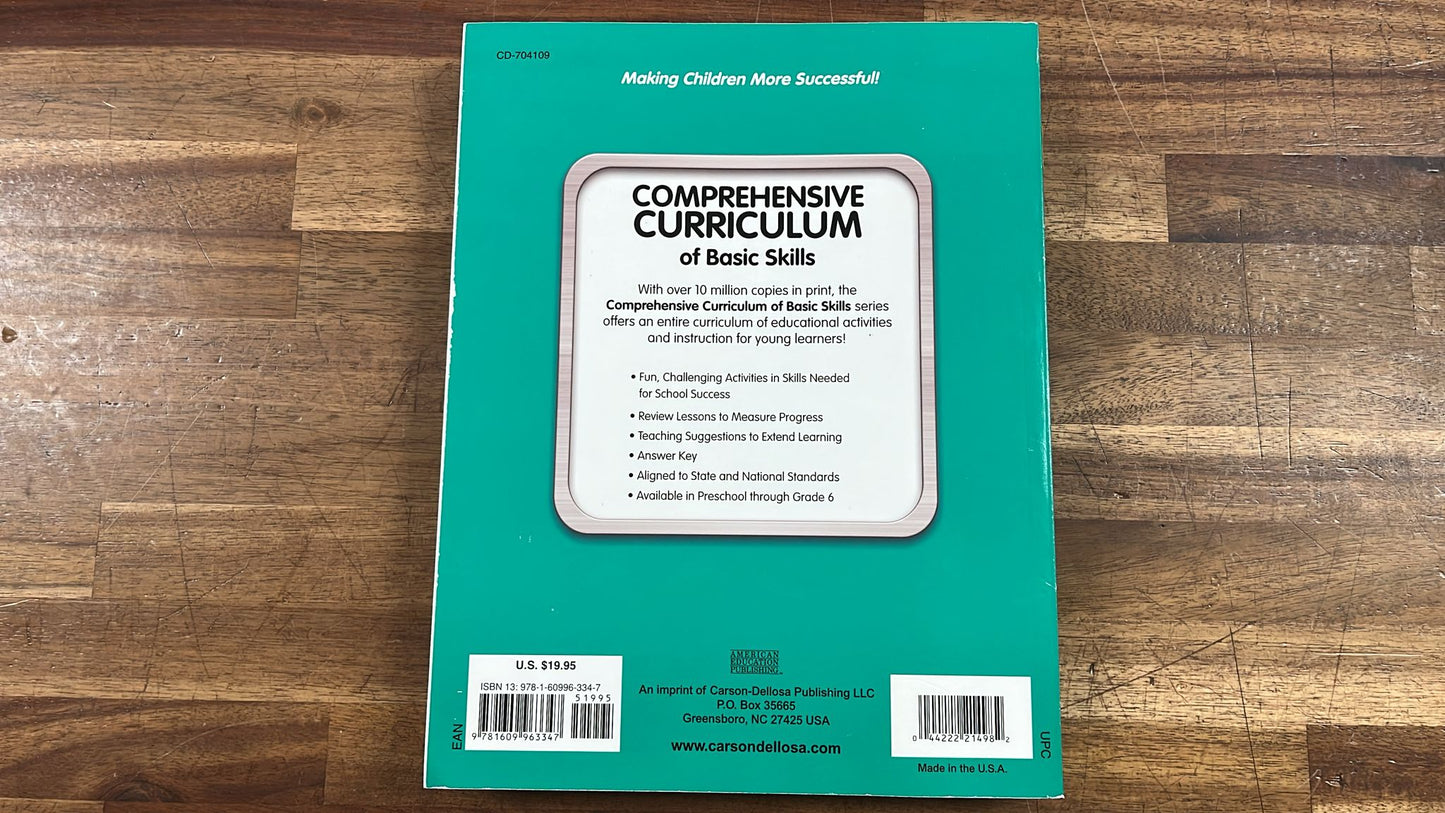 CD-704109
Making Children More Successful!
COMPREHENSIVE
CURRICULUM
of Basic Skills
With over 10 million copies in print, the
Comprehensive Curriculum of Basic Skills series
offers an entire curriculum of educational activities
and instruction for young learners!
• Fun, Challenging Activities in Skills Needed
for School Success
• Review Lessons to Measure Progress
• Teaching Suggestions to Extend Learning
• Answer Key
• Aligned to State and National Standards
• Available in Preschool through Grade 6
U.S. $19.95
ISBN 13: 978-1-60996-334-7
51995
9 781609 963347
EAN
AMERICAN
EDUCATION
PUBLISHING™
An imprint of Carson-Dellosa Publishing LLC
P.O. Box 35665
Greensboro, NC 27425 USA
www.carsondellosa.com
0 44222 21498 2
UPC
Made in the U.S.A.